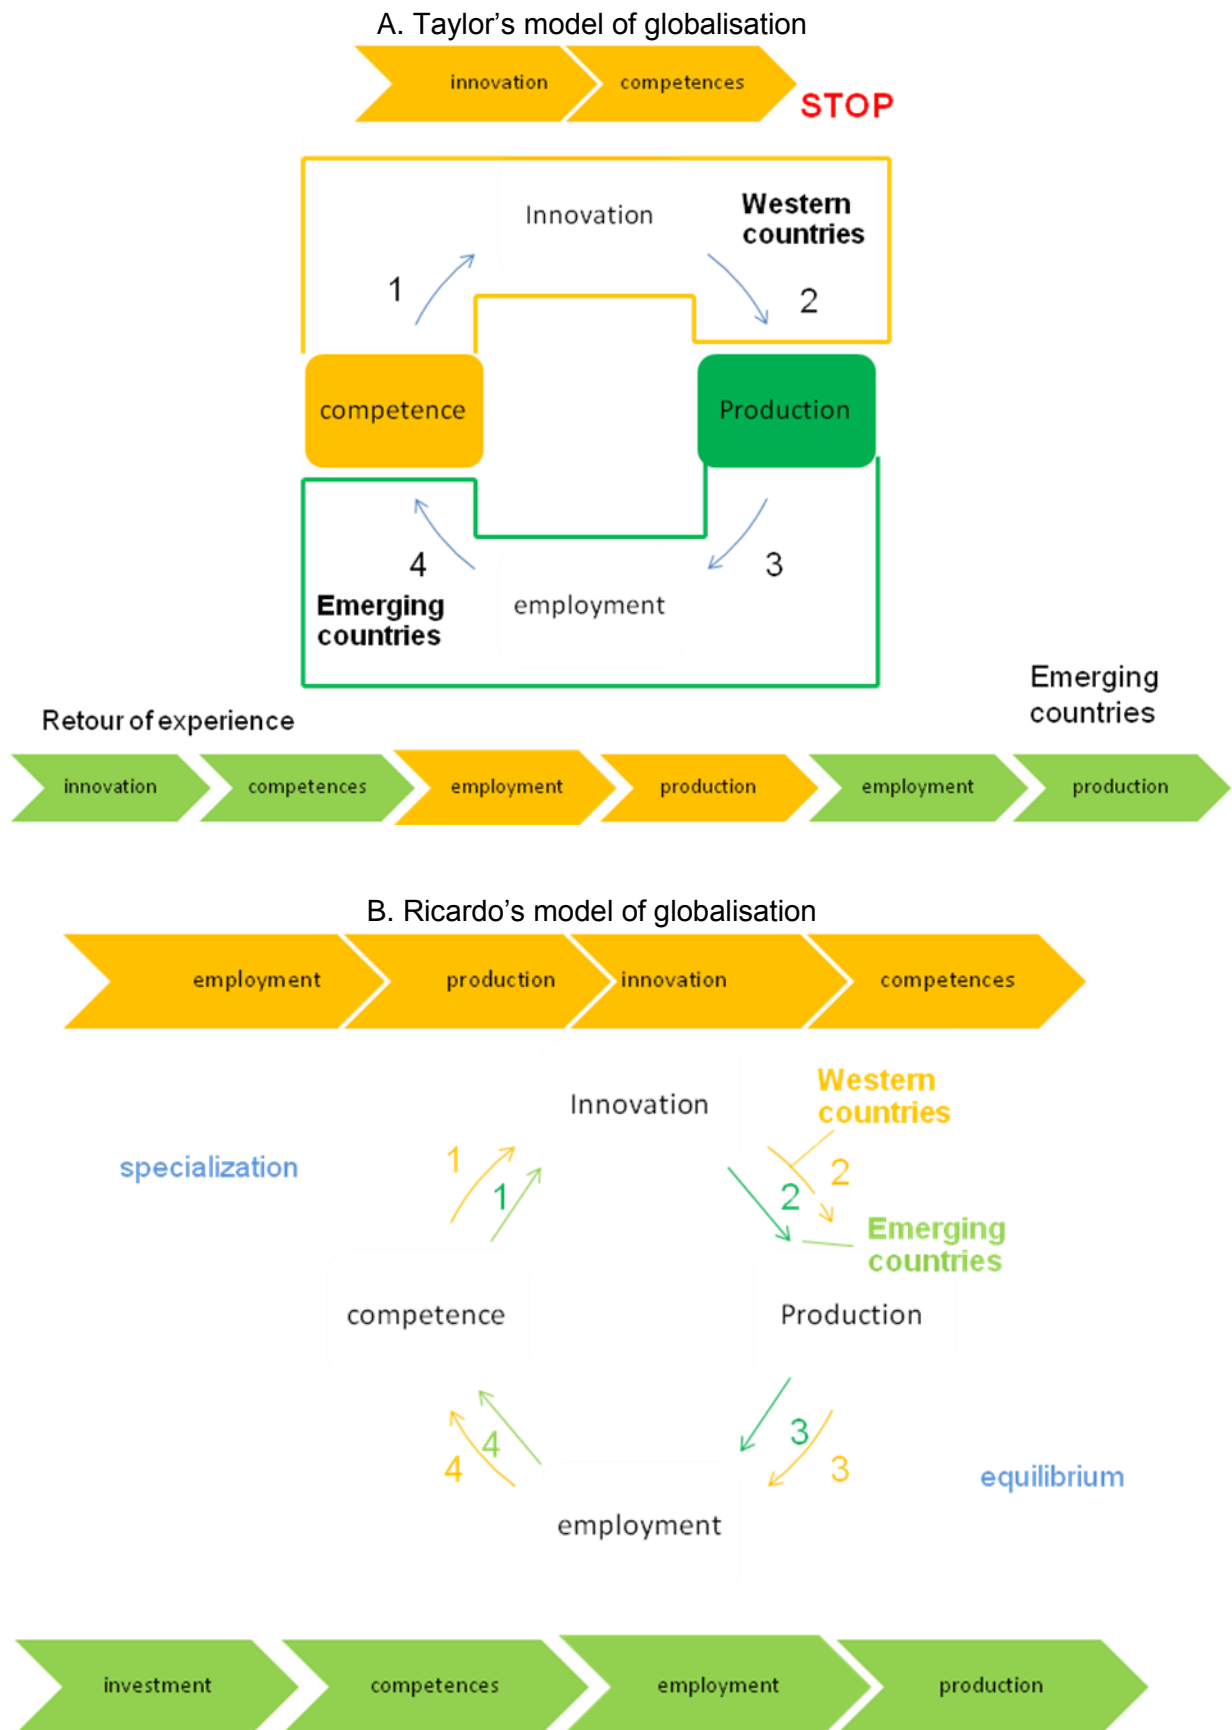 A. Taylor’s model of globalisation
innovation
competences
STOP
Innovation
Western
countries
1
2
competence
Production
4
3
Emerging
countries
employment
Emerging
countries
Retour of experience
innovation
competences
employment
production
employment
production
B. Ricardo’s model of globalisation
employment
production
innovation
competences
Western
countries
Innovation
specialization
1
1
2
2
Emerging
countries
competence
Production
4
4
3
3
equilibrium
employment
investment
competences
employment
production